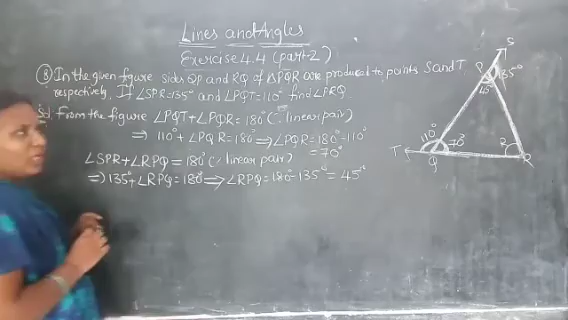 Lines and Angles
Exercise 4.4 (part-2)
⑧ In the given figure sides QP and RQ of ∆PQR are produced to points S and T
respectively. If ∠SPR=135° and ∠PQT=110° find ∠PRQ.
Sol: From the figure ∠PQT+∠PQR=180° (∵ linear pair)
⇒ 110°+∠PQR=180° ⇒ ∠PQR=180°-110°
= 70°
∠SPR+∠RPQ=180° (∵ linear pair)
⇒ 135°+∠RPQ=180° ⇒ ∠RPQ=180°-135°=45°
S
P 135°
45°
110° 70° ?
T Q R